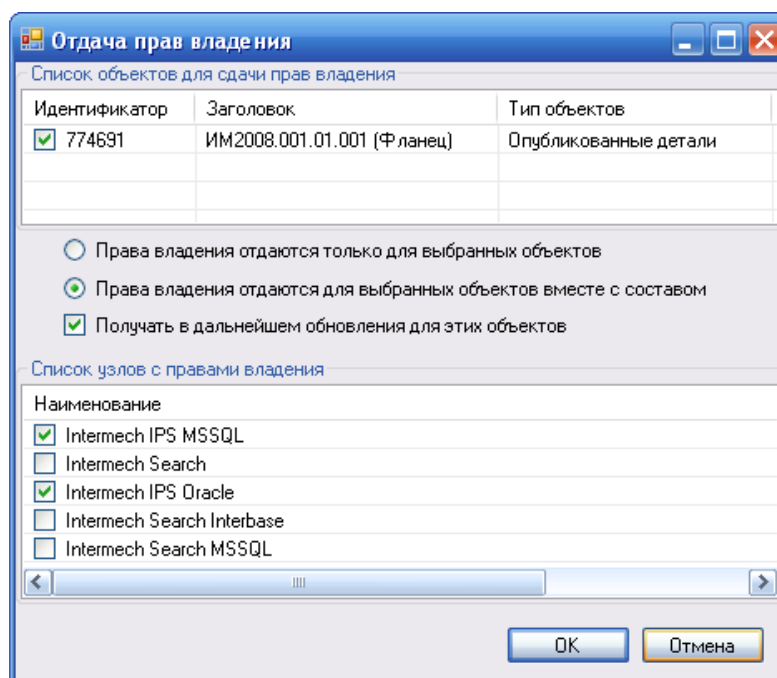 Отдача прав владения
Список объектов для сдачи прав владения
Идентификатор Заголовок Тип объектов
774691 ИМ2008.001.01.001 (Фланец) Опубликованные детали
Права владения отдаются только для выбранных объектов
Права владения отдаются для выбранных объектов вместе с составом
Получать в дальнейшем обновления для этих объектов
Список узлов с правами владения
Наименование
Intermech IPS MSSQL
Intermech Search
Intermech IPS Oracle
Intermech Search Interbase
Intermech Search MSSQL
OK Отмена